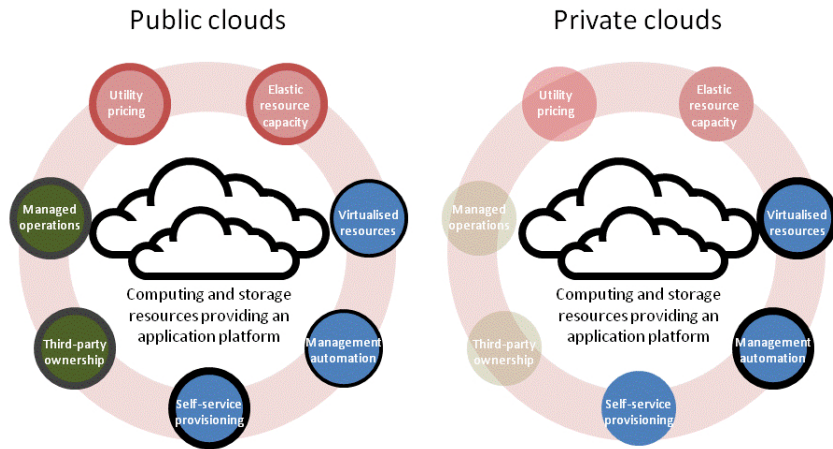 Public clouds
Utility
pricing
Elastic
resource
capacity
Managed
operations
Virtualised
resources
Computing and storage
resources providing an
application platform
Third-party
ownership
Management
automation
Self-service
provisioning
Private clouds
Utility
pricing
Elastic
resource
capacity
Managed
operations
Virtualised
resources
Computing and storage
resources providing an
application platform
Third-party
ownership
Management
automation
Self-service
provisioning